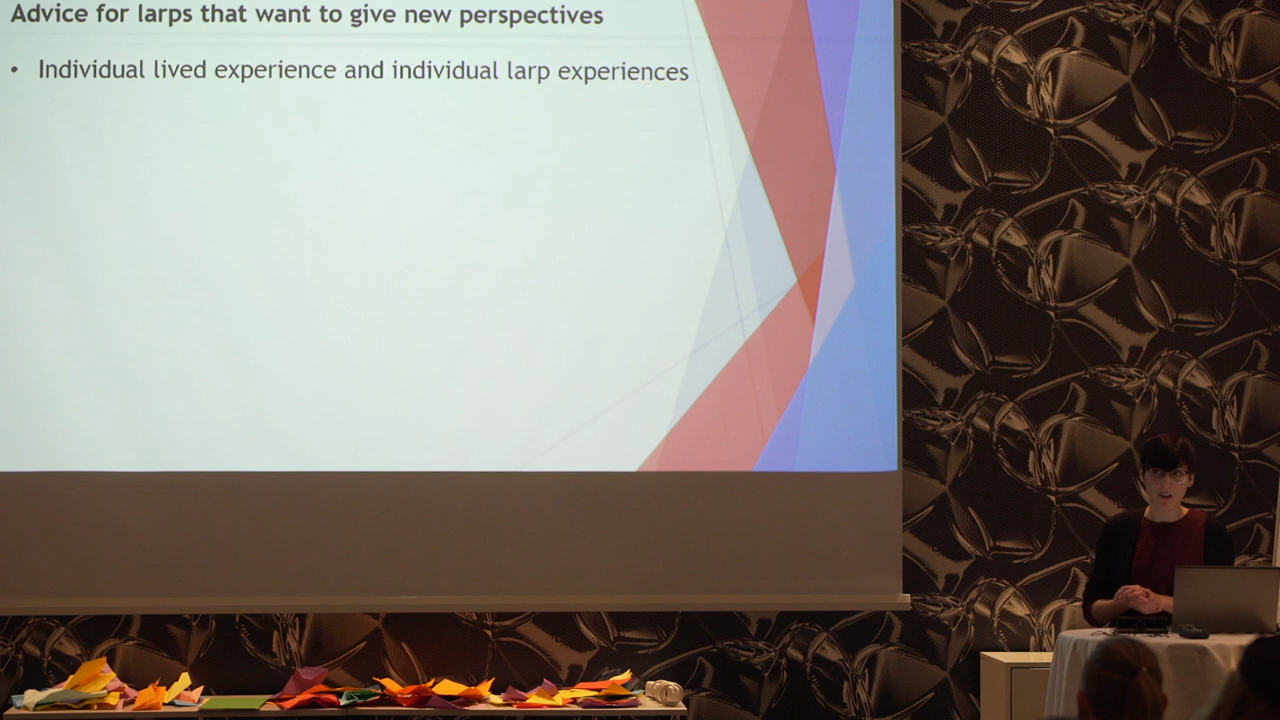 Advice for larps that want to give new perspectives
• Individual lived experience and individual larp experiences